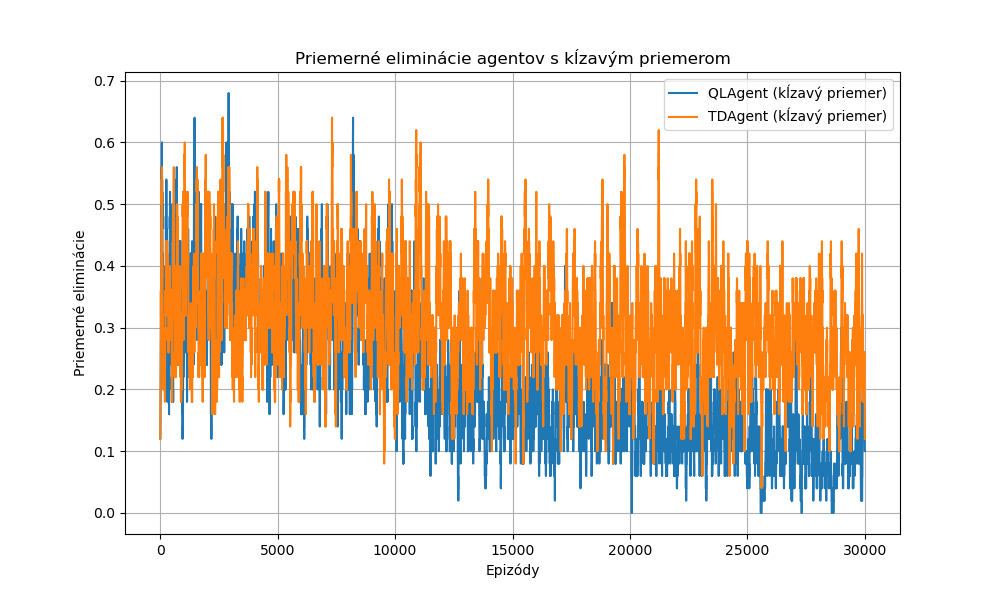 Priemerné eliminácie agentov s kĺzavým priemerom
QLAgent (kĺzavý priemer)
TDAgent (kĺzavý priemer)
Priemerné eliminácie
0.7
0.6
0.5
0.4
0.3
0.2
0.1
0.0
0 5000 10000 15000 20000 25000 30000
Epizódy